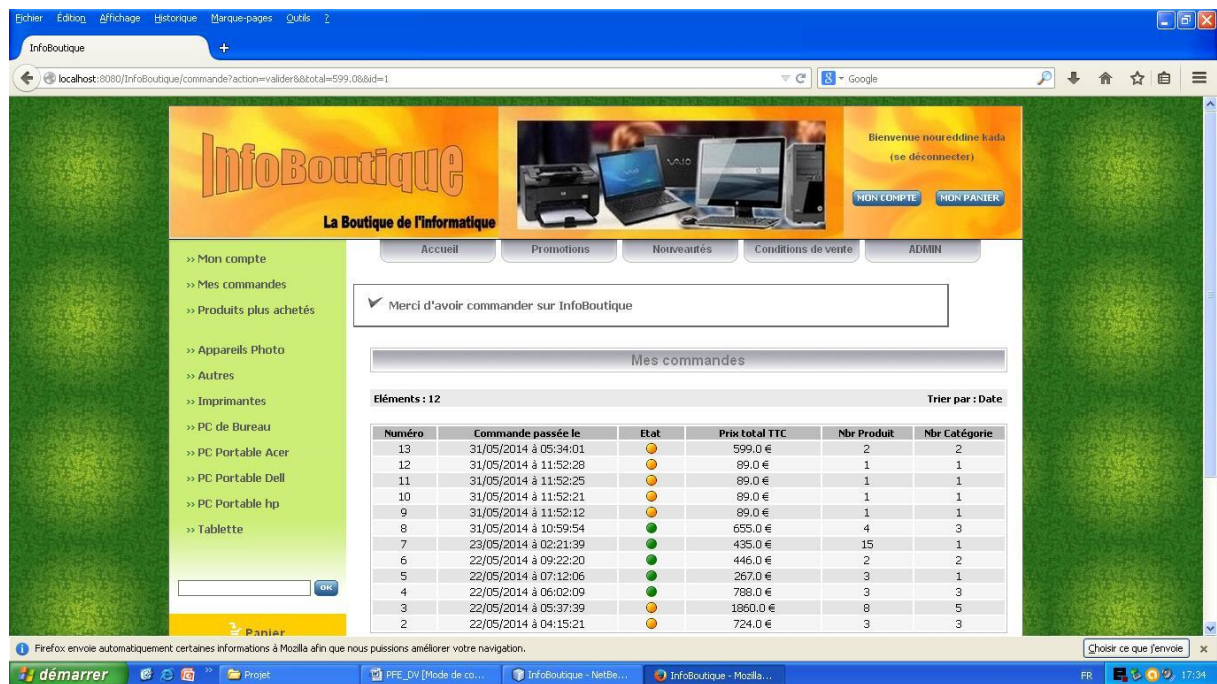 Fichier Édition Affichage Historique Marque-pages Outils ?
InfoBoutique +
localhost:8080/InfoBoutique/commande?action=valider&&total=599.0&&id=1
Google
InfoBoutique
La Boutique de l'informatique
VAIO
Bienvenue noureddine kada
(se déconnecter)
MON COMPTE MON PANIER
Accueil Promotions Nouveautés Conditions de vente ADMIN
›› Mon compte
›› Mes commandes
›› Produits plus achetés
›› Appareils Photo
›› Autres
›› Imprimantes
›› PC de Bureau
›› PC Portable Acer
›› PC Portable Dell
›› PC Portable hp
›› Tablette
OK
Panier
Merci d'avoir commander sur InfoBoutique
Mes commandes
Eléments : 12 Trier par : Date
Numéro Commande passée le Etat Prix total TTC Nbr Produit Nbr Catégorie
13 31/05/2014 à 05:34:01 599.0 € 2 2
12 31/05/2014 à 11:52:28 89.0 € 1 1
11 31/05/2014 à 11:52:25 89.0 € 1 1
10 31/05/2014 à 11:52:21 89.0 € 1 1
9 31/05/2014 à 11:52:12 89.0 € 1 1
8 31/05/2014 à 10:59:54 655.0 € 4 3
7 23/05/2014 à 02:21:39 435.0 € 15 1
6 22/05/2014 à 09:22:20 446.0 € 2 2
5 22/05/2014 à 07:12:06 267.0 € 3 1
4 22/05/2014 à 06:02:09 788.0 € 3 3
3 22/05/2014 à 05:37:39 1860.0 € 8 5
2 22/05/2014 à 04:15:21 724.0 € 3 3
Firefox envoie automatiquement certaines informations à Mozilla afin que nous puissions améliorer votre navigation. Choisir ce que j'envoie
démarrer Projet PFE_DV [Mode de co... InfoBoutique - NetBe... InfoBoutique - Mozilla... FR 17:34